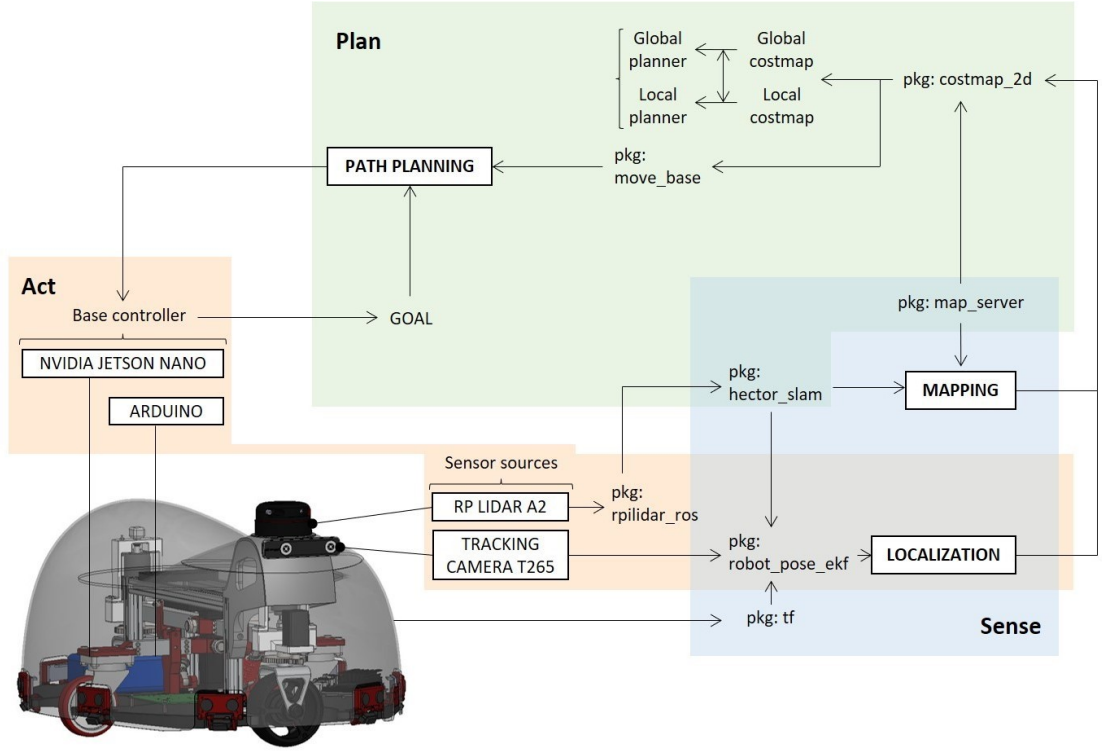 Plan
Global
planner
Global
costmap
Local
planner
Local
costmap
pkg: costmap_2d
PATH PLANNING
pkg:
move_base
Act
Base controller
GOAL
pkg: map_server
NVIDIA JETSON NANO
ARDUINO
pkg:
hector_slam
MAPPING
Sensor sources
RP LIDAR A2
pkg:
rpilidar_ros
TRACKING
CAMERA T265
pkg:
robot_pose_ekf
LOCALIZATION
pkg: tf
Sense